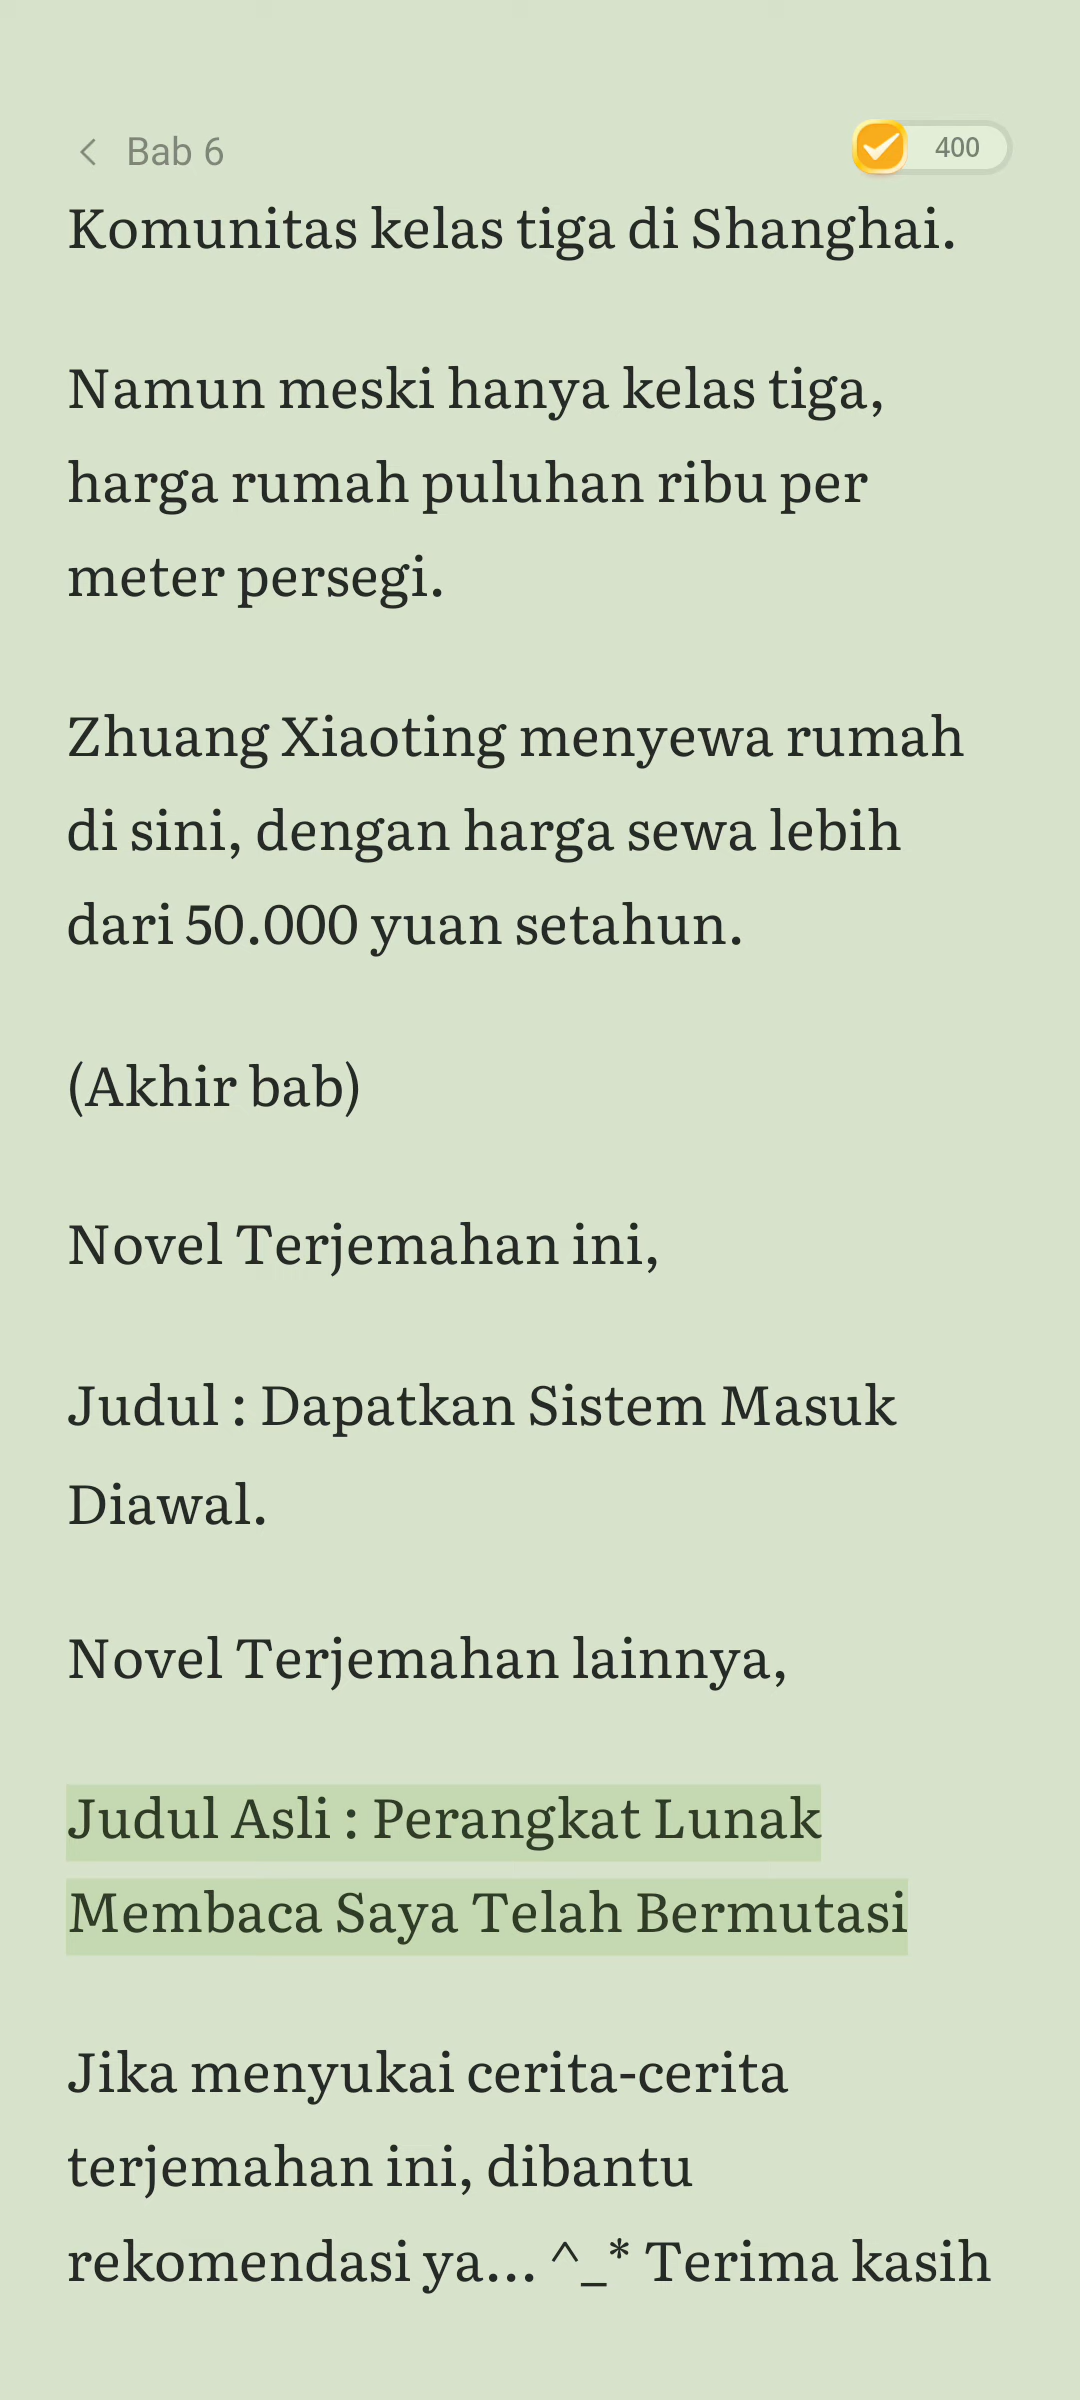 Bab 6
400
Komunitas kelas tiga di Shanghai.
Namun meski hanya kelas tiga,
harga rumah puluhan ribu per
meter persegi.
Zhuang Xiaoting menyewa rumah
di sini, dengan harga sewa lebih
dari 50.000 yuan setahun.
(Akhir bab)
Novel Terjemahan ini,
Judul : Dapatkan Sistem Masuk
Diawal.
Novel Terjemahan lainnya,
Judul Asli : Perangkat Lunak
Membaca Saya Telah Bermutasi
Jika menyukai cerita-cerita
terjemahan ini, dibantu
rekomendasi ya... ^_* Terima kasih